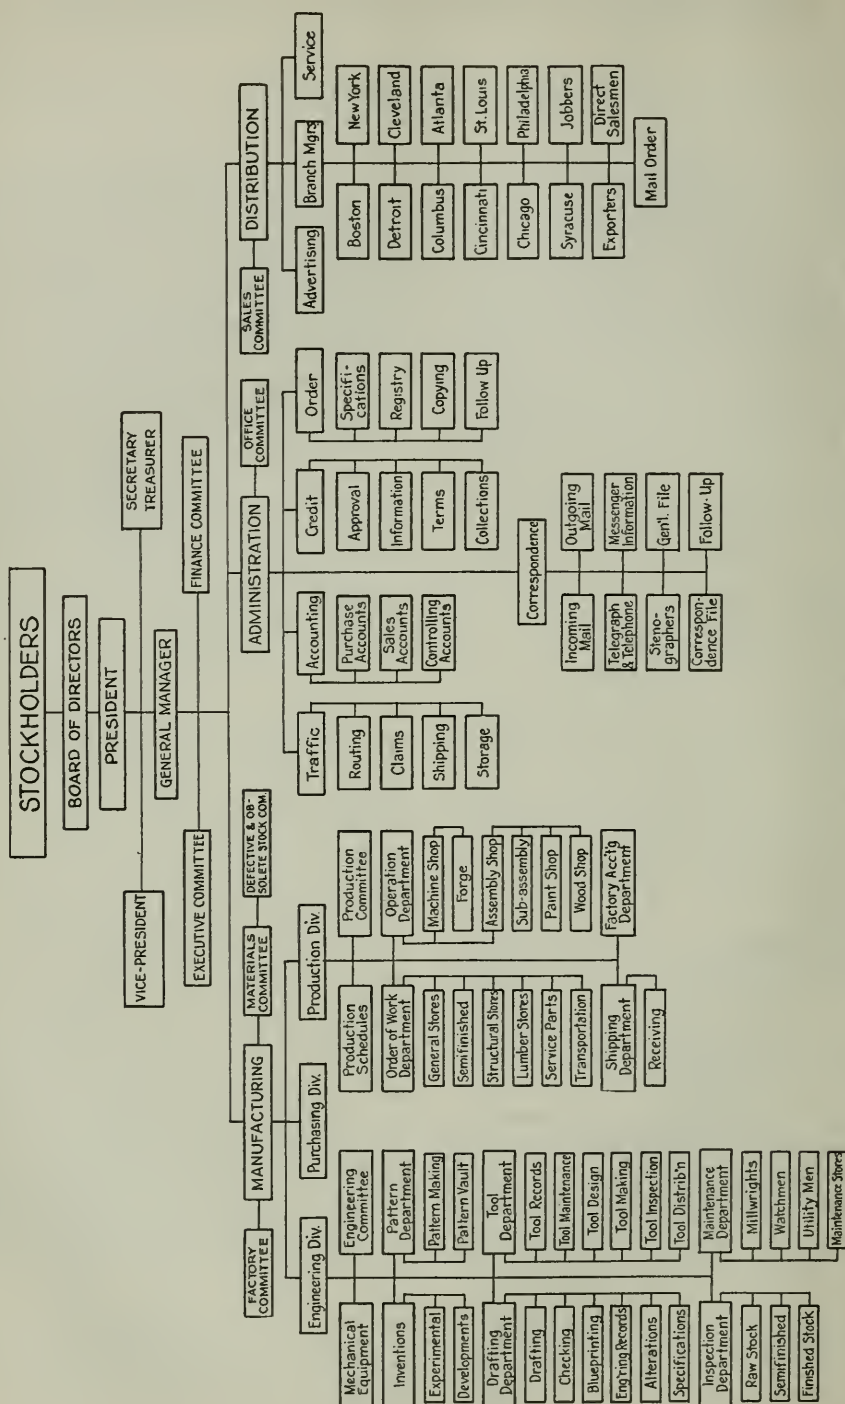 STOCKHOLDERS
BOARD OF DIRECTORS
PRESIDENT
VICE-PRESIDENT
SECRETARY
TREASURER
GENERAL MANAGER
EXECUTIVE COMMITTEE
FINANCE COMMITTEE
FACTORY
COMMITTEE
MANUFACTURING
MATERIALS
COMMITTEE
DEFECTIVE & OB-
SOLETE STOCK COM.
ADMINISTRATION
OFFICE
COMMITTEE
SALES
COMMITTEE
DISTRIBUTION
Engineering Div.
Purchasing Div.
Production Div.
Mechanical
Equipment
Engineering
Committee
Inventions
Pattern
Department
Experimental
Pattern Making
Developments
Pattern Vault
Drafting
Department
Tool
Department
Drafting
Tool Records
Checking
Tool Maintenance
Blueprinting
Tool Design
Eng'ring Records
Tool Making
Alterations
Tool Inspection
Specifications
Tool Distrib'n
Inspection
Department
Maintenance
Department
Raw Stock
Millwrights
Semifinished
Watchmen
Finished Stock
Utility Men
Maintenance Stores
Production
Schedules
Production
Committee
Order of Work
Department
Operation
Department
General Stores
Machine Shop
Semifinished
Forge
Structural Stores
Assembly Shop
Lumber Stores
Sub-assembly
Service Parts
Paint Shop
Transportation
Wood Shop
Shipping
Department
Factory Acc't'g
Department
Receiving
Traffic
Routing
Claims
Shipping
Storage
Accounting
Purchase
Accounts
Sales
Accounts
Controlling
Accounts
Credit
Approval
Information
Terms
Collections
Order
Specifi-
cations
Registry
Copying
Follow Up
Correspondence
Incoming
Mail
Outgoing
Mail
Telegraph
& Telephone
Messenger
Information
Steno-
graphers
Gen'l. File
Correspon-
dence File
Follow-Up
Advertising
Branch Mgrs
Service
Boston
New York
Detroit
Cleveland
Columbus
Atlanta
Cincinnati
St. Louis
Chicago
Philadelphia
Syracuse
Jobbers
Exporters
Direct
Salesmen
Mail Order